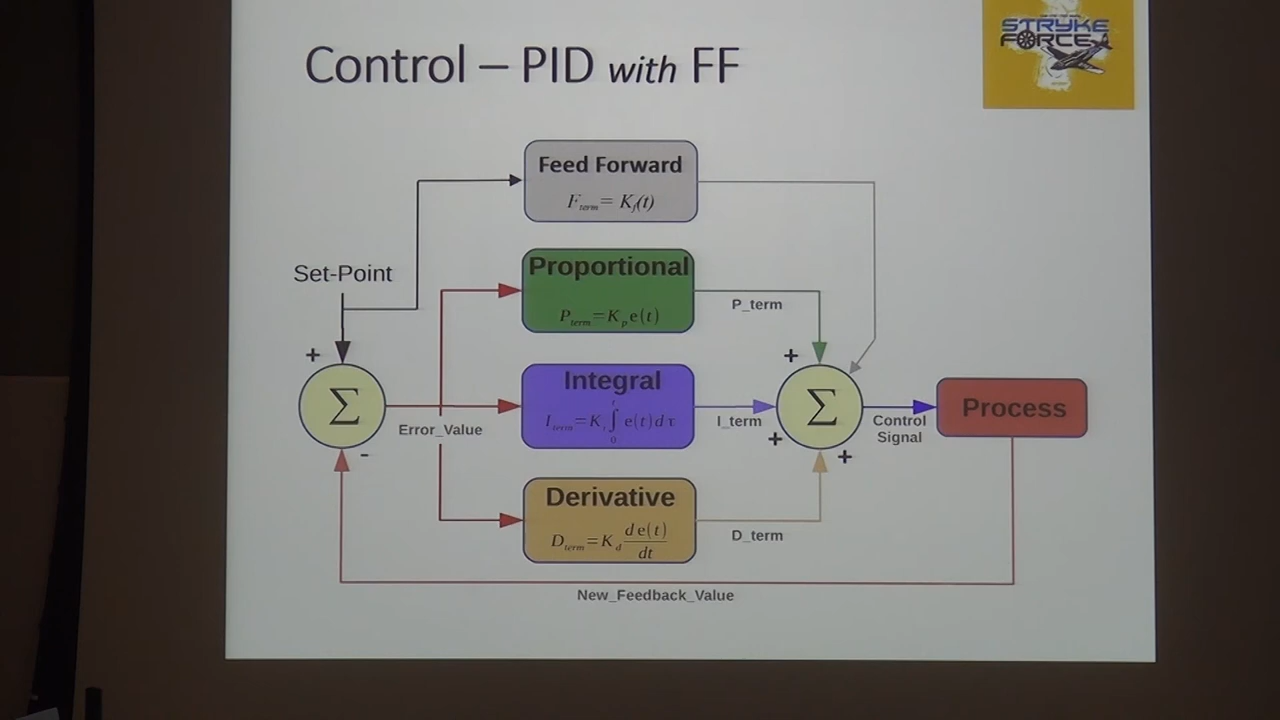 STRYKE
FORCE
Control – PID with FF
Feed Forward
F_term = K_f(t)
Set-Point
Proportional
P_term = K_p e(t)
P_term
+
+
Σ
Error_Value
-
Integral
I_term = K_i ∫_0^t e(t)dτ
I_term
+
Σ
+
Control
Signal
Process
Derivative
D_term = K_d de(t)/dt
D_term
New_Feedback_Value